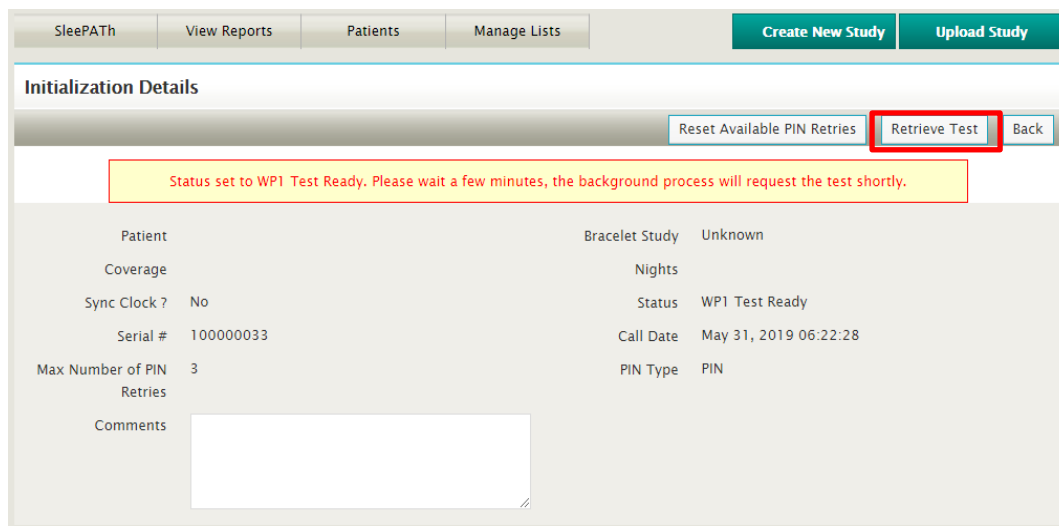 SleePATh View Reports Patients Manage Lists Create New Study Upload Study
Initialization Details
Reset Available PIN Retries Retrieve Test Back
Status set to WP1 Test Ready. Please wait a few minutes, the background process will request the test shortly.
Patient Bracelet Study Unknown
Coverage Nights
Sync Clock ? No Status WP1 Test Ready
Serial # 100000033 Call Date May 31, 2019 06:22:28
Max Number of PIN 3 PIN Type PIN
Retries
Comments